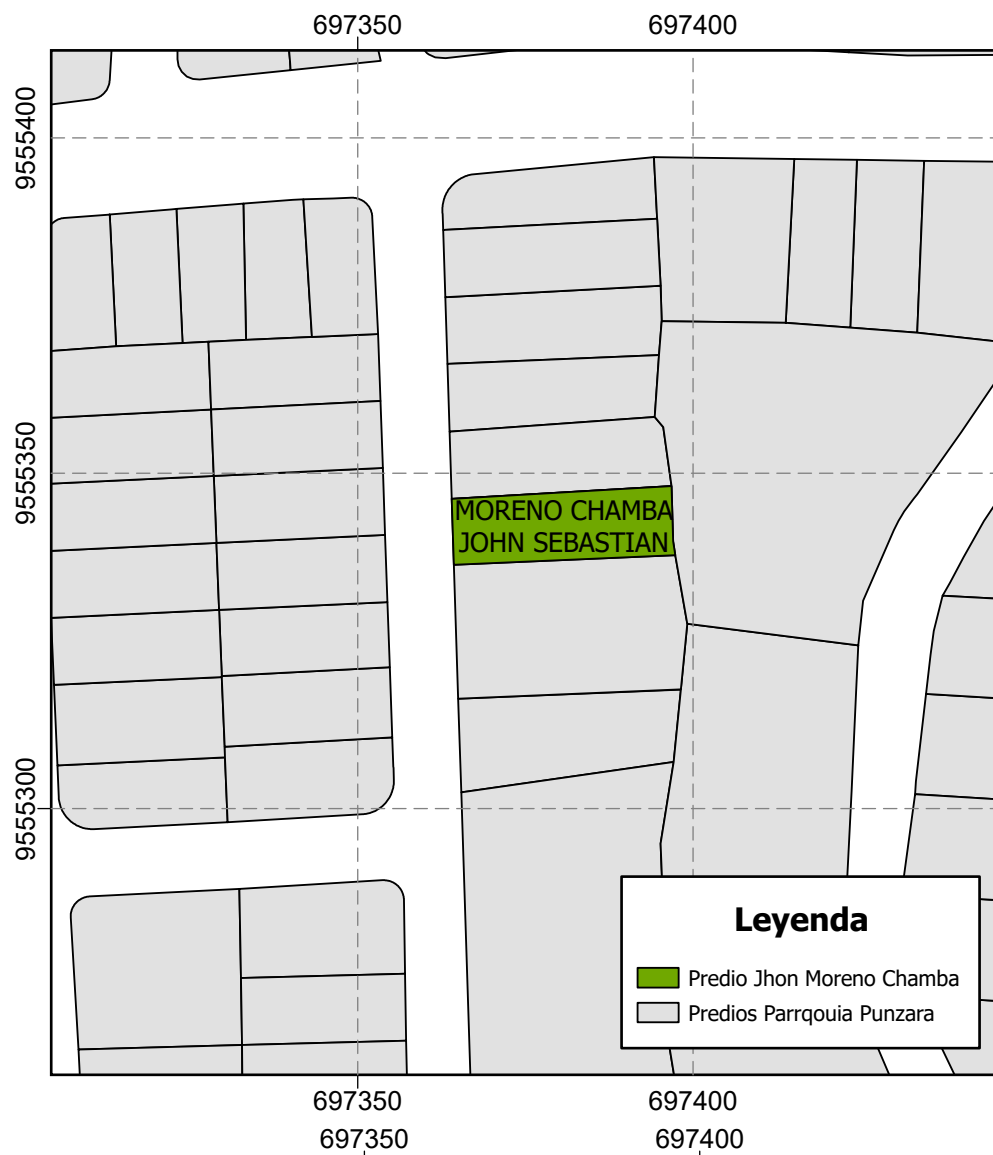 697350 697400
9555400
9555350
9555300
MORENO CHAMBA
JOHN SEBASTIAN
Leyenda
Predio Jhon Moreno Chamba
Predios Parrqouia Punzara
697350 697400
697350 697400